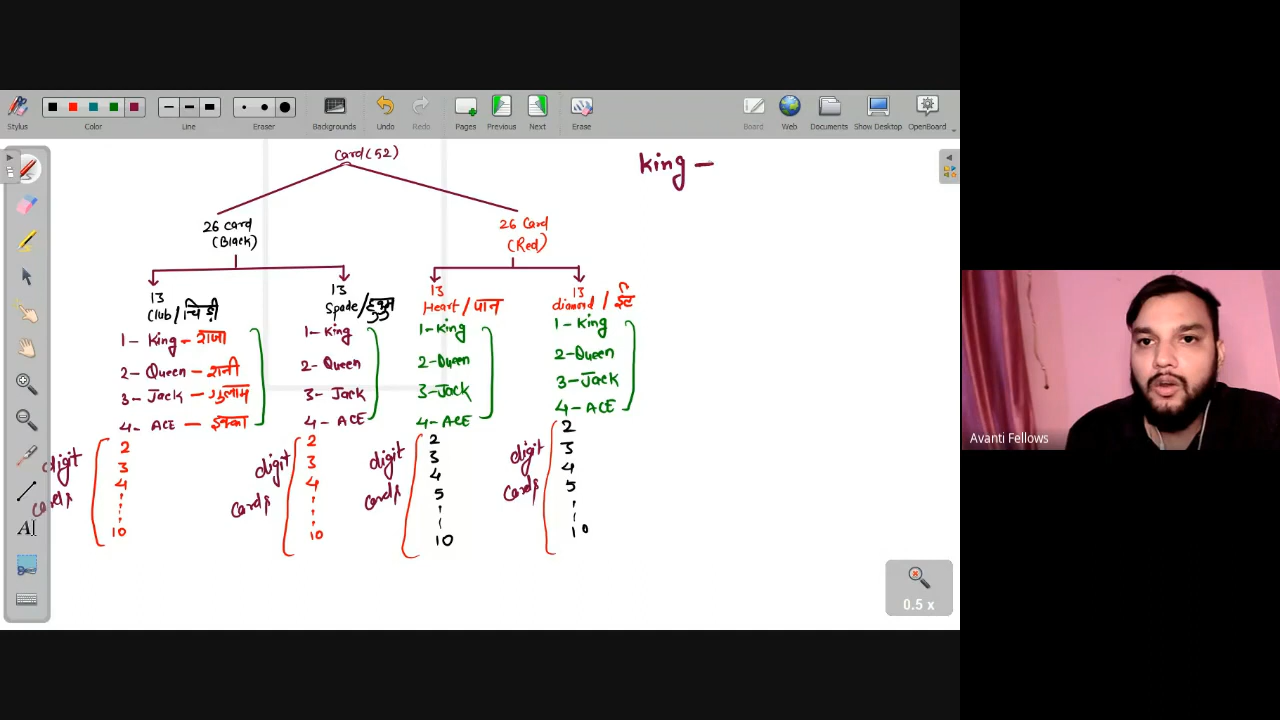 Stylus
Color
Line
Eraser
Backgrounds
Undo
Redo
Pages
Previous
Next
Erase
Board
Web
Documents
Show Desktop
OpenBoard
Card (52)
King –
26 card
(Black)
26 Card
(Red)
13
Club/चिड़ी
1- King - राजा
2- Queen - रानी
3- Jack - गुलाम
4- ACE - इक्का
digit
cards
2
3
4
10
13
Spade/हुकुम
1- King
2- Queen
3- Jack
4- ACE
digit
cards
2
3
4
10
13
Heart/पान
1-King
2-Queen
3-Jack
4- ACE
digit
cards
2
3
4
5
10
13
diamond/ईंट
1-King
2-Queen
3-Jack
4- ACE
digit
cards
2
3
4
5
10
Avanti Fellows
0.5 x